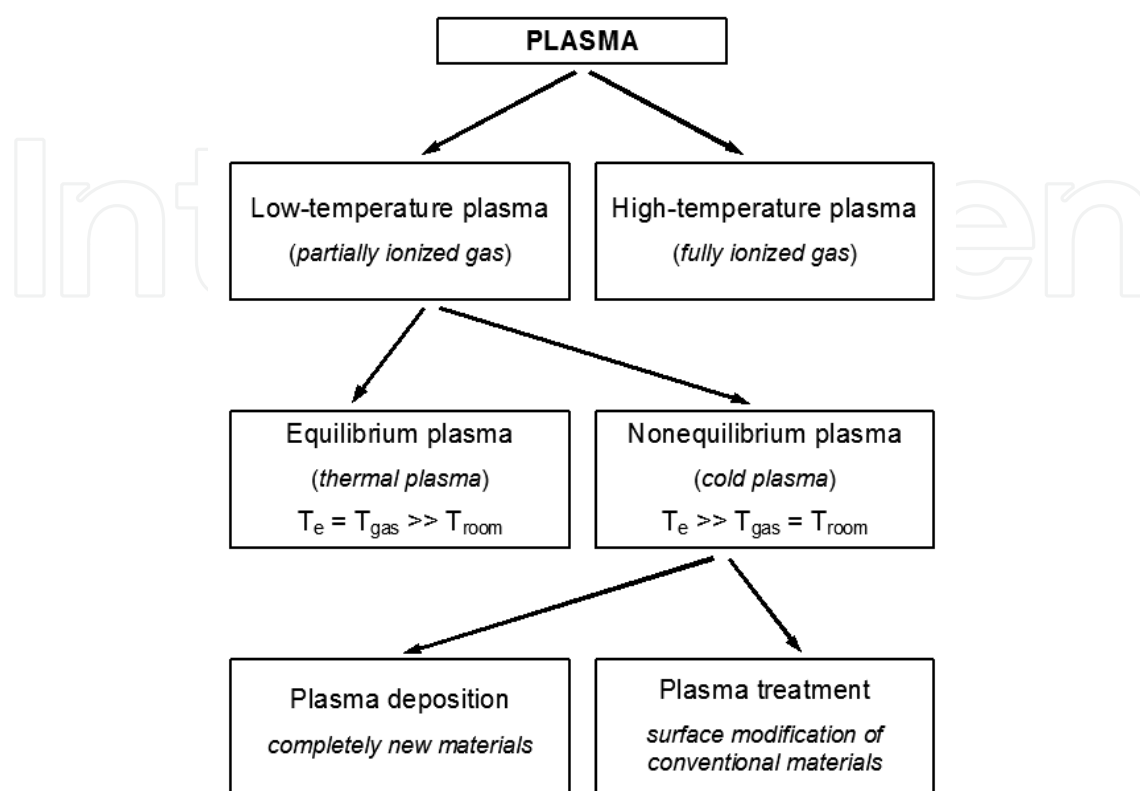 PLASMA
Low-temperature plasma
(partially ionized gas)
High-temperature plasma
(fully ionized gas)
Equilibrium plasma
(thermal plasma)
Te = Tgas >> Troom
Nonequilibrium plasma
(cold plasma)
Te >> Tgas = Troom
Plasma deposition
completely new materials
Plasma treatment
surface modification of
conventional materials
Int
en